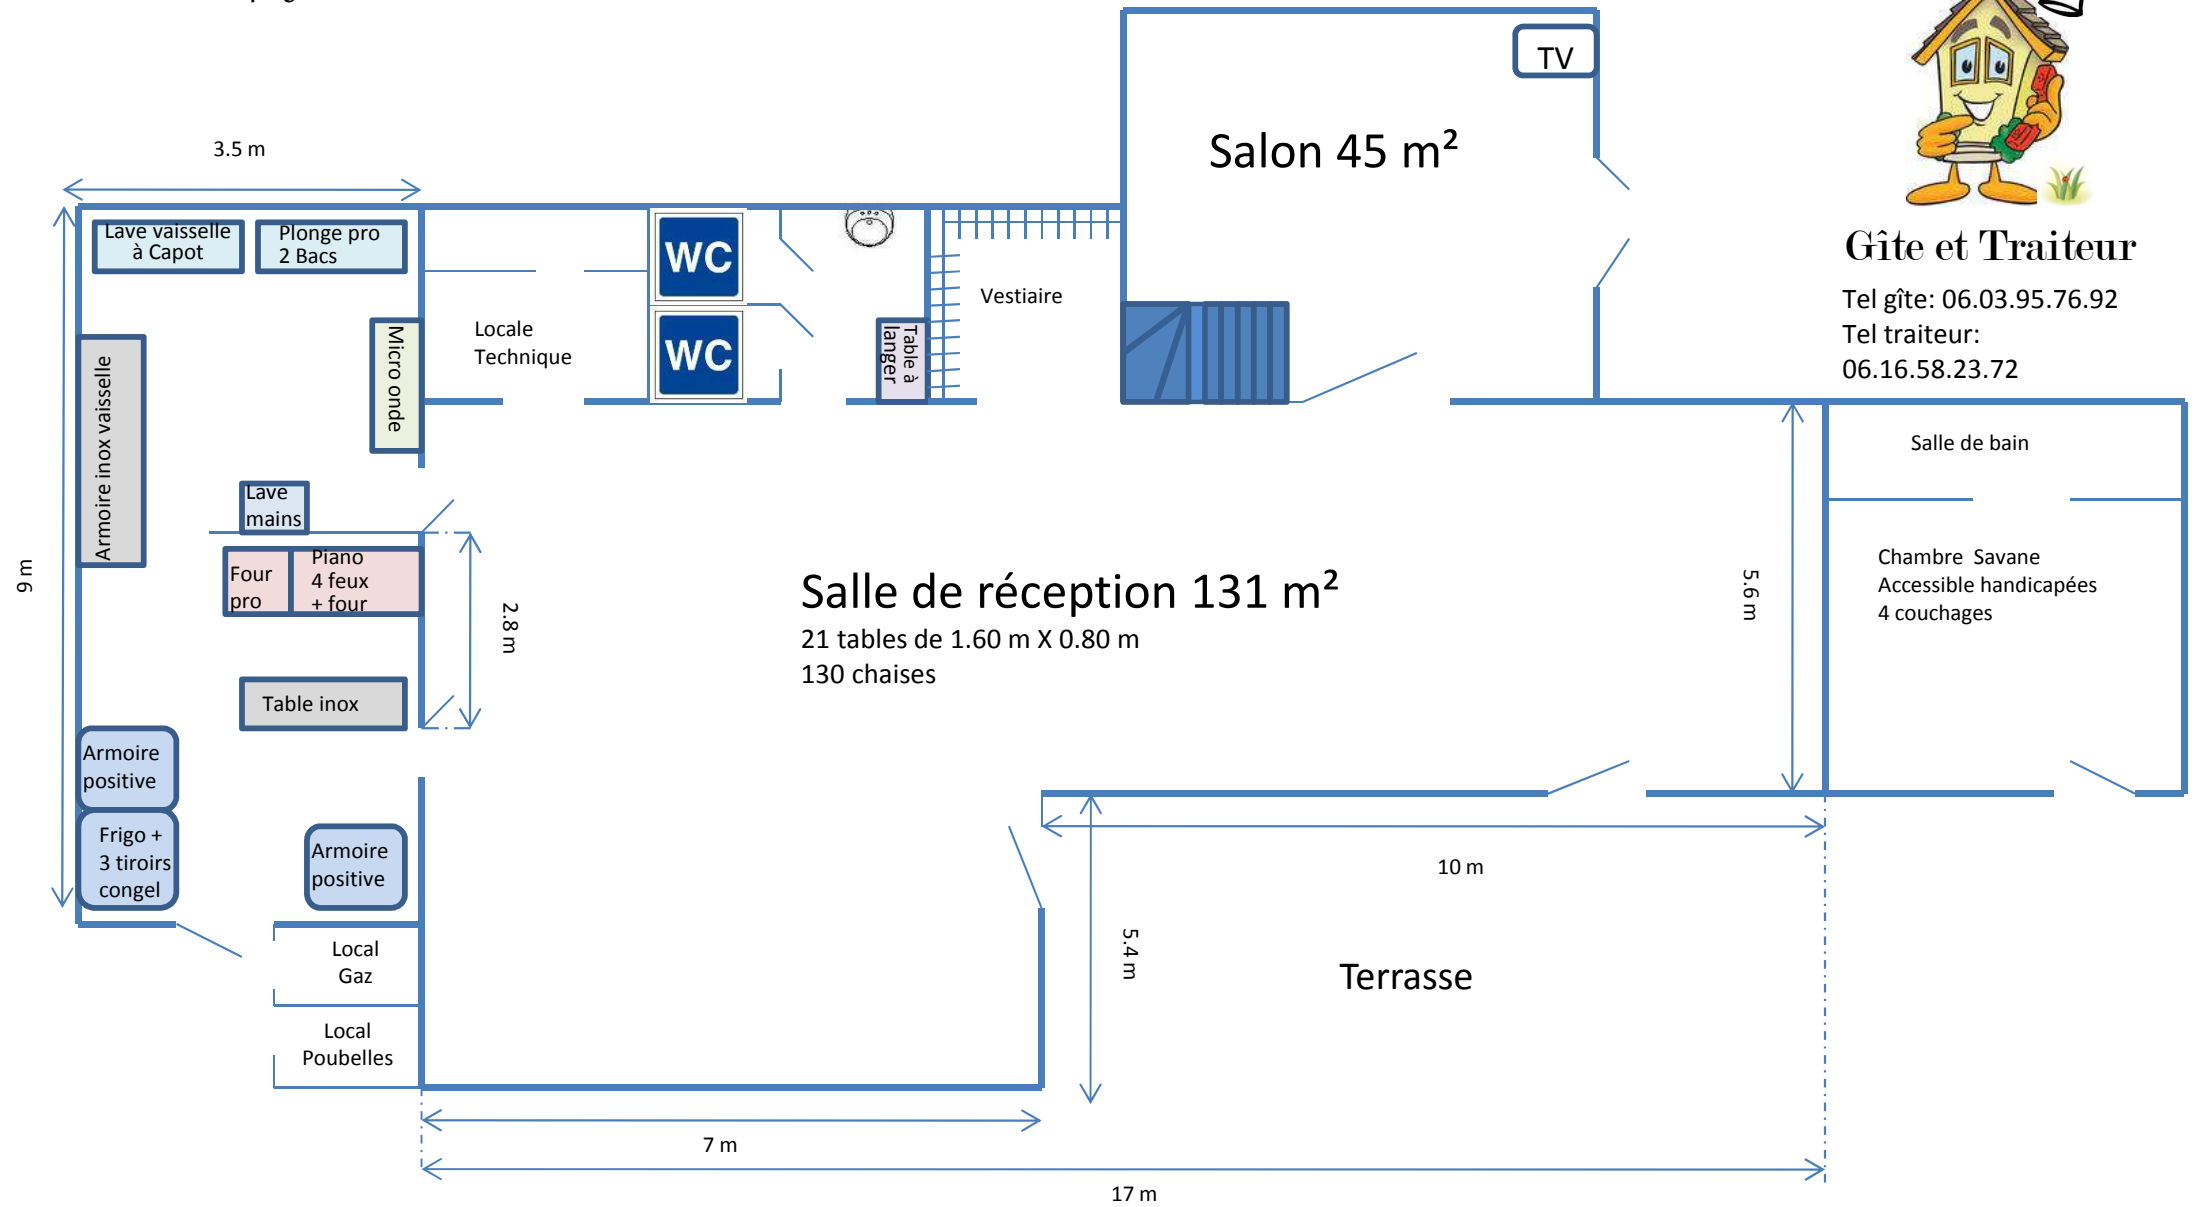 TV
Salon 45 m²
3.5 m
Gîte et Traiteur
Tel gîte: 06.03.95.76.92
Tel traiteur:
06.16.58.23.72
Lave vaisselle
à Capot
Plonge pro
2 Bacs
WC
WC
Vestiaire
Locale
Technique
Micro onde
Table à
langer
Armoire inox vaisselle
Salle de bain
Lave
mains
Four
pro
Piano
4 feux
+ four
9 m
2.8 m
Salle de réception 131 m²
21 tables de 1.60 m X 0.80 m
130 chaises
5.6 m
Chambre  Savane
Accessible handicapées
4 couchages
Table inox
Armoire
positive
Frigo +
3 tiroirs
congel
Armoire
positive
10 m
Local
Gaz
5.4 m
Terrasse
Local
Poubelles
7 m
17 m